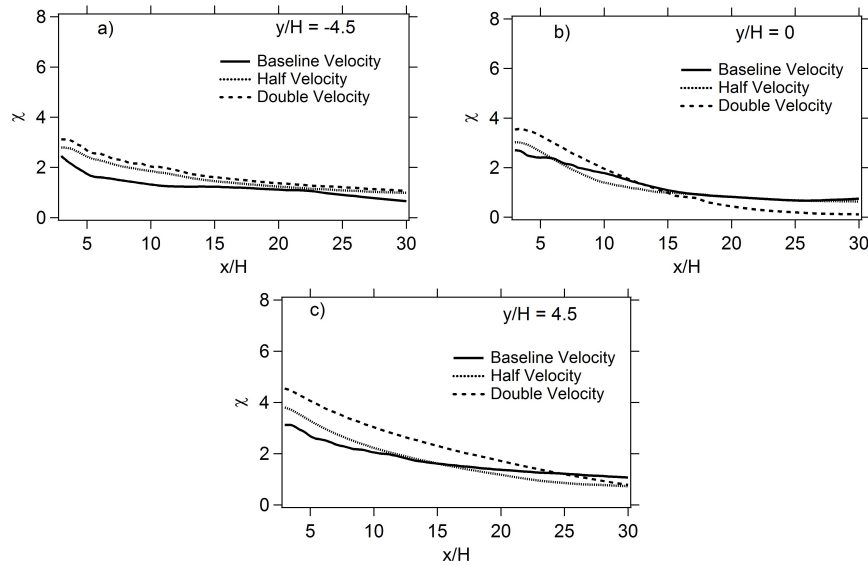 a)
y/H = -4.5
Baseline Velocity
Half Velocity
Double Velocity
8
6
4
2
0
χ
5 10 15 20 25 30
x/H
b)
y/H = 0
Baseline Velocity
Half Velocity
Double Velocity
8
6
4
2
0
χ
5 10 15 20 25 30
x/H
c)
y/H = 4.5
Baseline Velocity
Half Velocity
Double Velocity
8
6
4
2
0
χ
5 10 15 20 25 30
x/H